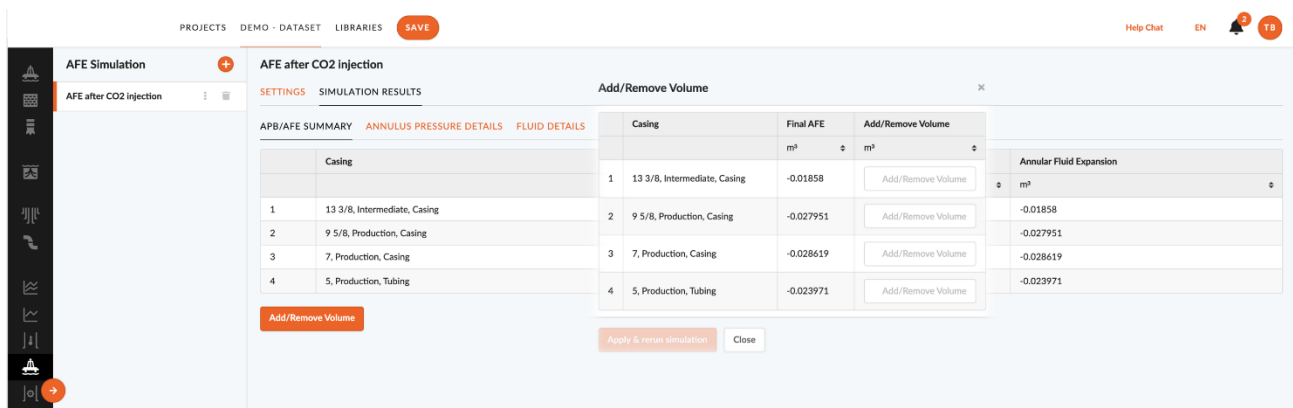 PROJECTS DEMO - DATASET LIBRARIES SAVE Help Chat EN 2 TB
AFE Simulation
AFE after CO2 injection
AFE after CO2 injection
SETTINGS SIMULATION RESULTS
APB/AFE SUMMARY ANNULUS PRESSURE DETAILS FLUID DETAILS
Casing Annular Fluid Expansion
m³
1 13 3/8, Intermediate, Casing -0.01858
2 9 5/8, Production, Casing -0.027951
3 7, Production, Casing -0.028619
4 5, Production, Tubing -0.023971
Add/Remove Volume
Add/Remove Volume ×
Casing Final AFE Add/Remove Volume
m³ m³
1 13 3/8, Intermediate, Casing -0.01858 Add/Remove Volume
2 9 5/8, Production, Casing -0.027951 Add/Remove Volume
3 7, Production, Casing -0.028619 Add/Remove Volume
4 5, Production, Tubing -0.023971 Add/Remove Volume
Apply & rerun simulation Close